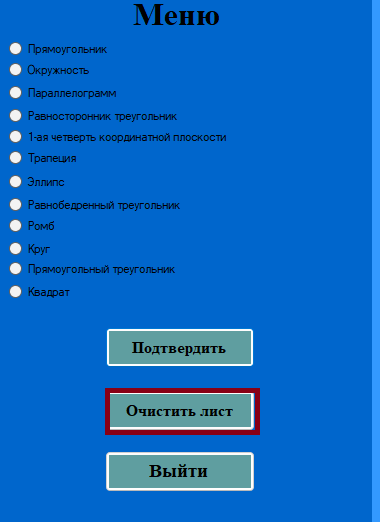 Меню
Прямоугольник
Окружность
Параллелограмм
Равносторонник треугольник
1-ая четверть координатной плоскости
Трапеция
Эллипс
Равнобедренный треугольник
Ромб
Круг
Прямоугольный треугольник
Квадрат
Подтвердить
Очистить лист
Выйти